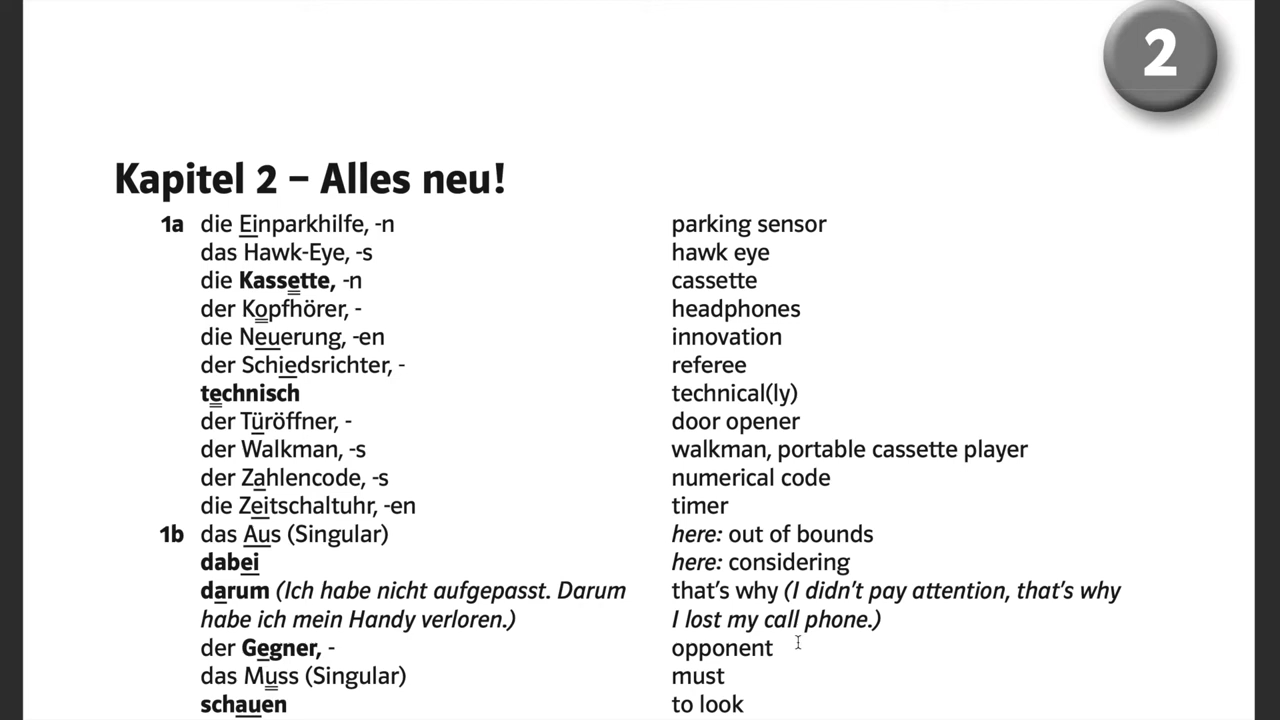 2
Kapitel 2 – Alles neu!
1a die Einparkhilfe, -n parking sensor
das Hawk-Eye, -s hawk eye
die Kassette, -n cassette
der Kopfhörer, - headphones
die Neuerung, -en innovation
der Schiedsrichter, - referee
technisch technical(ly)
der Türöffner, - door opener
der Walkman, -s walkman, portable cassette player
der Zahlencode, -s numerical code
die Zeitschaltuhr, -en timer
1b das Aus (Singular) here: out of bounds
dabei here: considering
darum (Ich habe nicht aufgepasst. Darum that’s why (I didn’t pay attention, that’s why
habe ich mein Handy verloren.) I lost my call phone.)
der Gegner, - opponent
das Muss (Singular) must
schauen to look